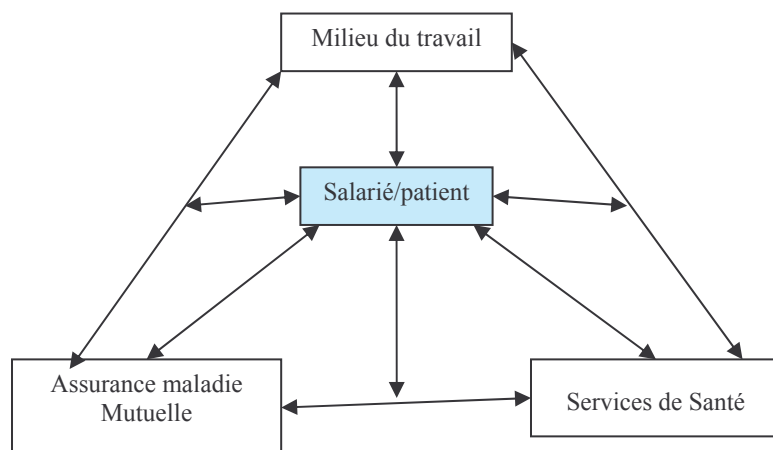 Milieu du travail
Salarié/patient
Assurance maladie
Mutuelle
Services de Santé